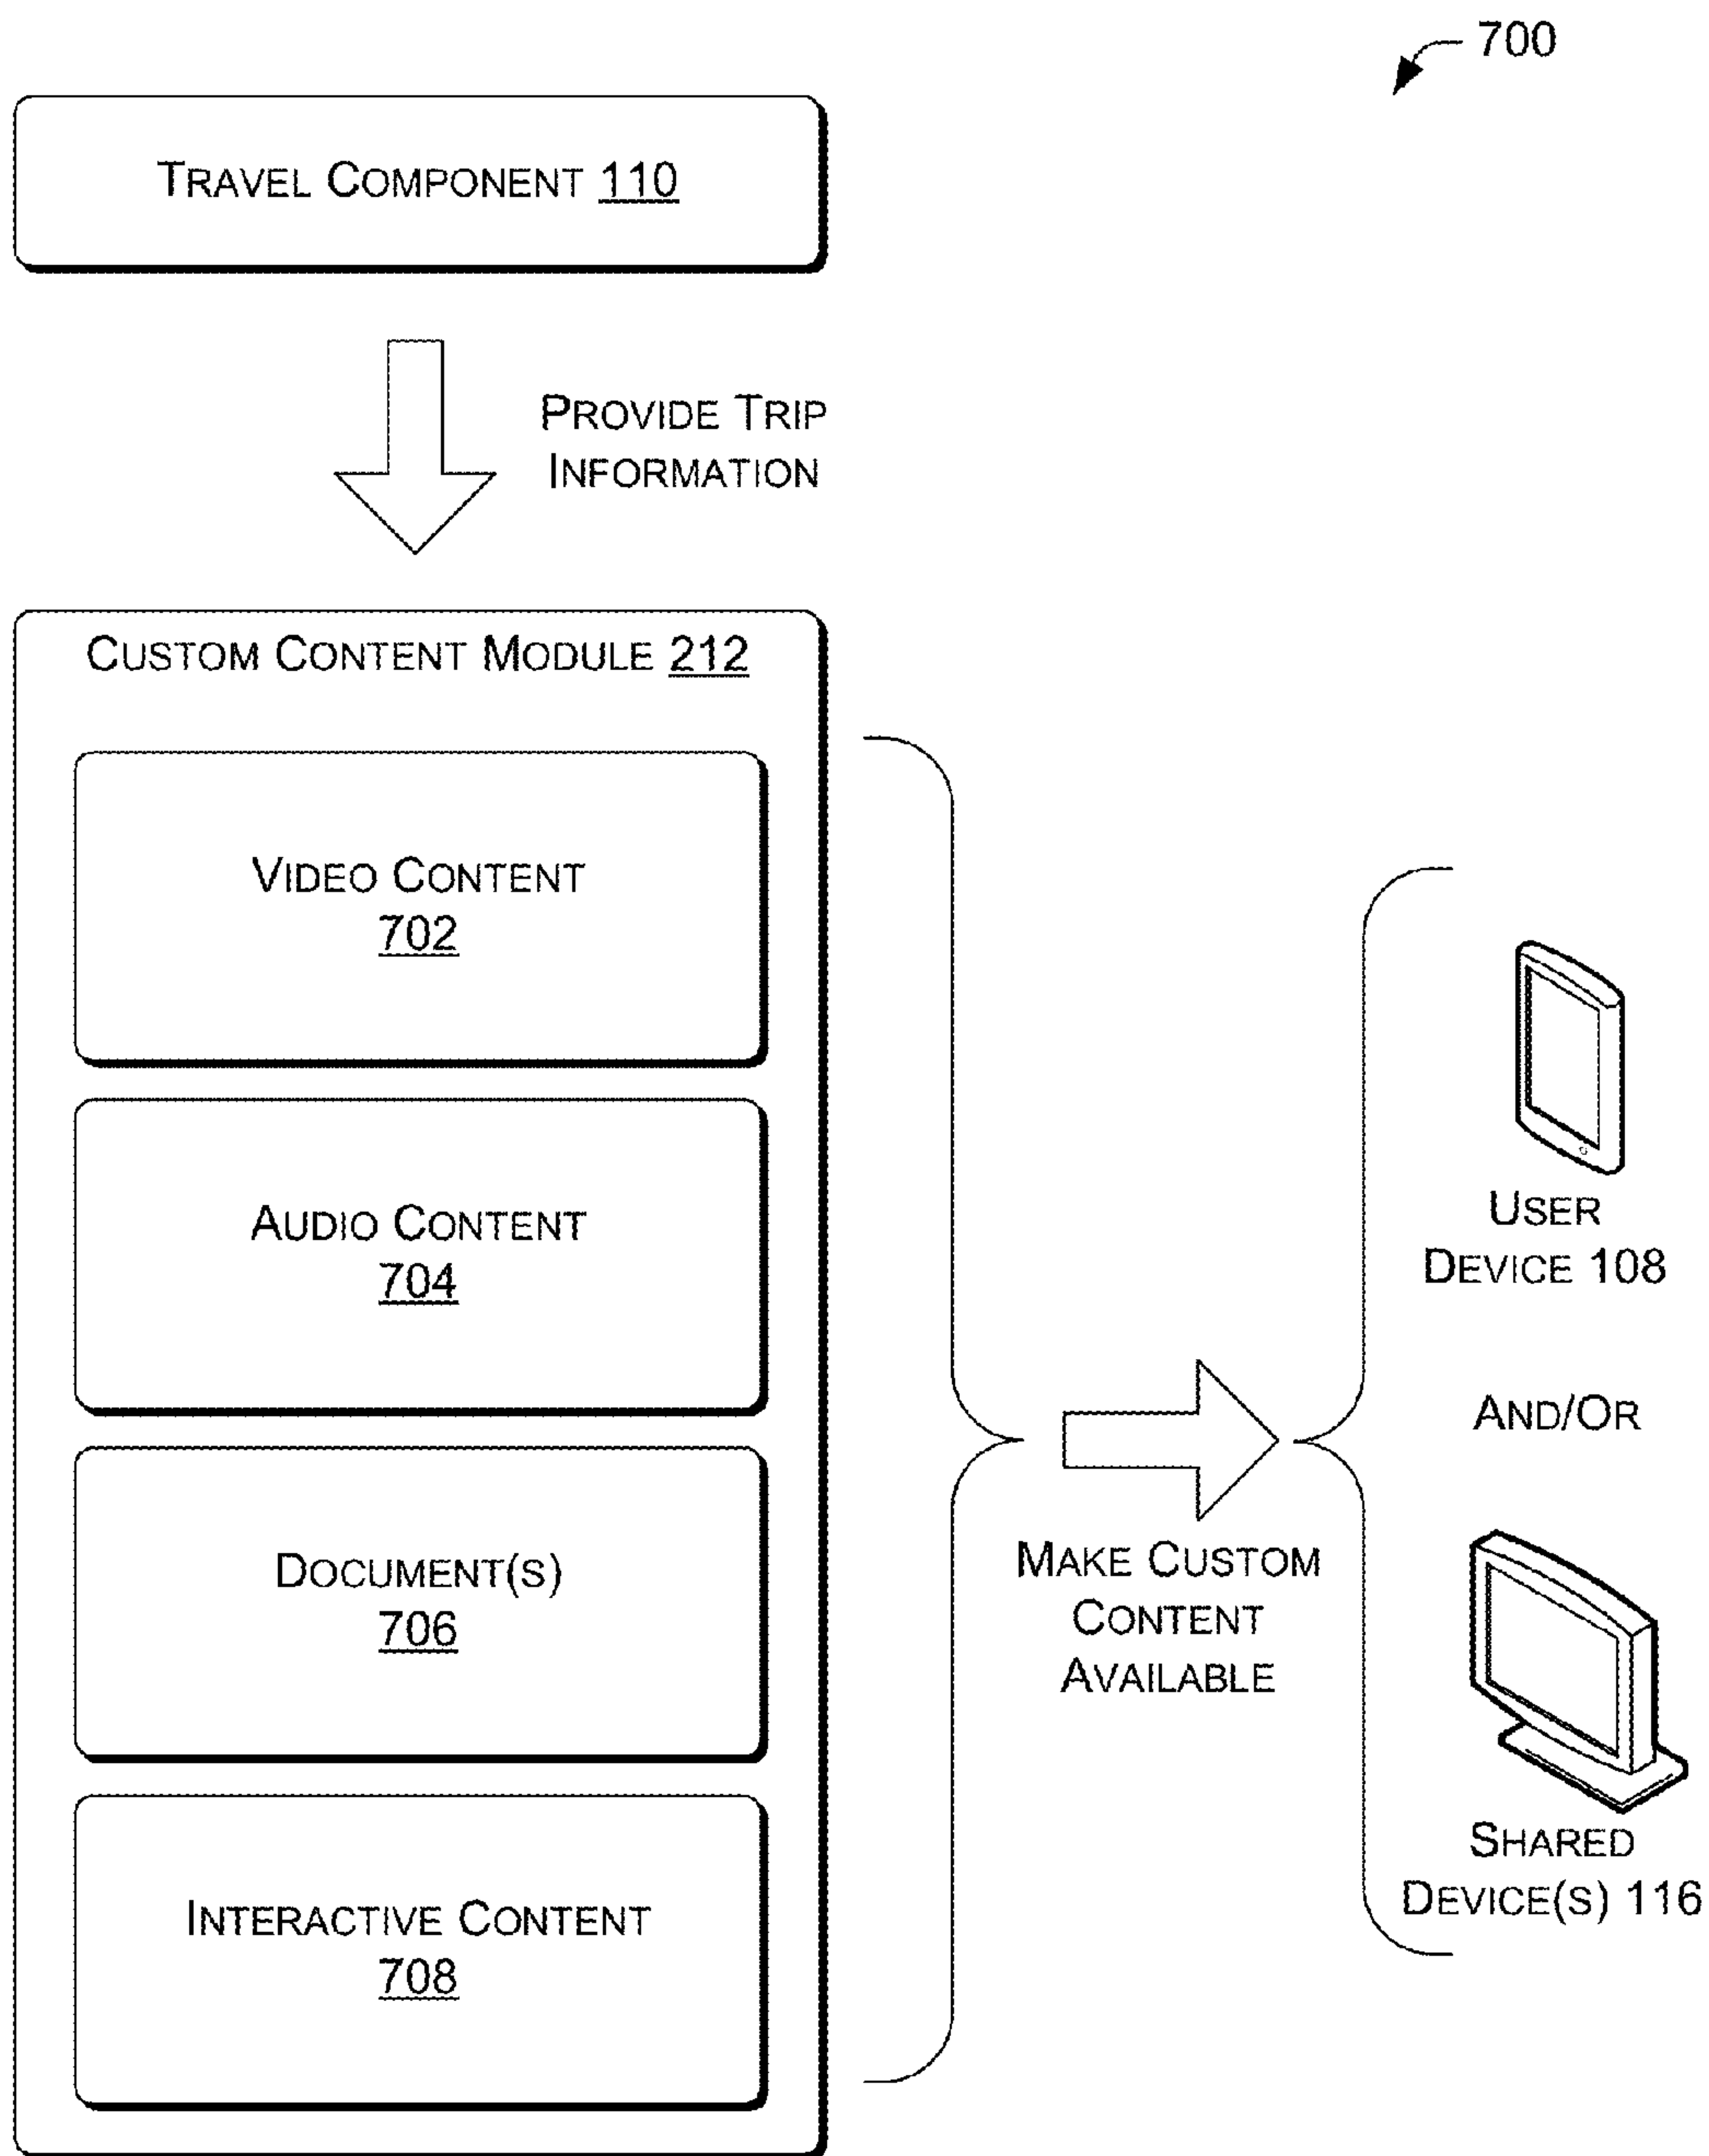 700
TRAVEL COMPONENT 110
PROVIDE TRIP
INFORMATION
CUSTOM CONTENT MODULE 212
VIDEO CONTENT
702
AUDIO CONTENT
704
DOCUMENT(S)
706
INTERACTIVE CONTENT
708
MAKE CUSTOM
CONTENT
AVAILABLE
USER
DEVICE 108
AND/OR
SHARED
DEVICE(S) 116